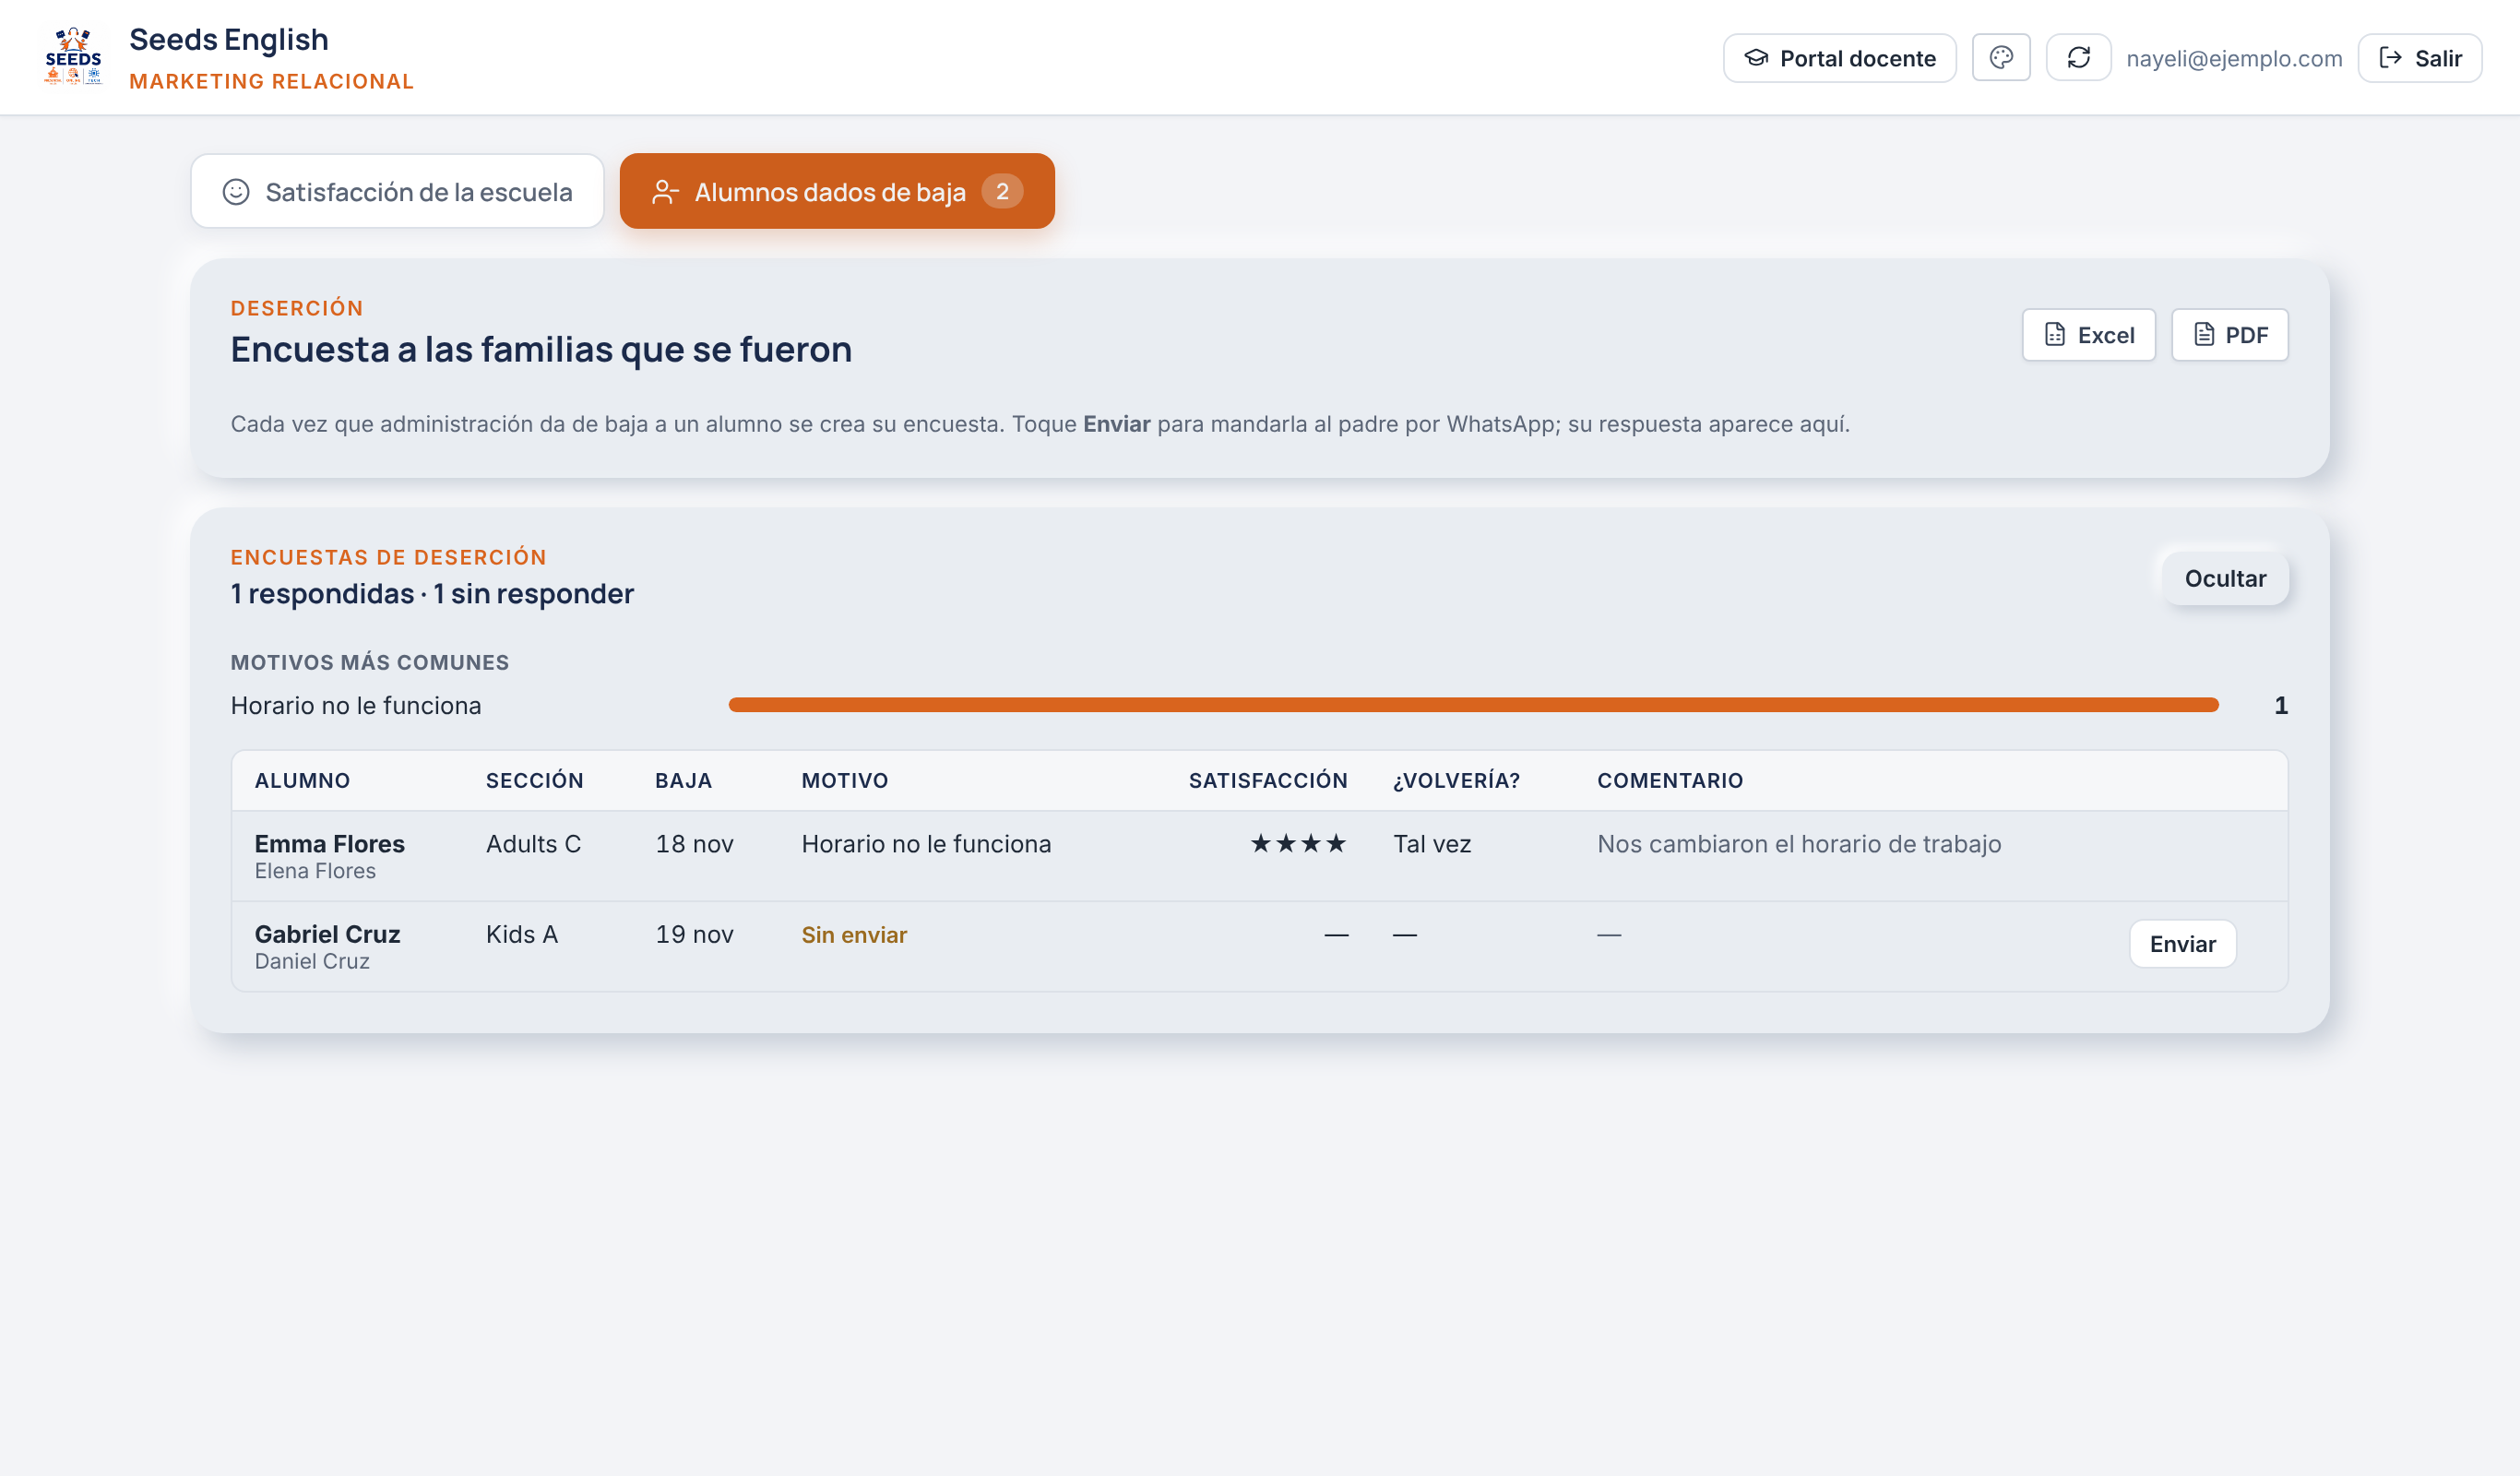 SEEDS
Seeds English
MARKETING RELACIONAL
Portal docente
nayeli@ejemplo.com
Salir
Satisfacción de la escuela
Alumnos dados de baja 2
DESERCIÓN
Encuesta a las familias que se fueron
Excel
PDF
Cada vez que administración da de baja a un alumno se crea su encuesta. Toque Enviar para mandarla al padre por WhatsApp; su respuesta aparece aquí.
ENCUESTAS DE DESERCIÓN
1 respondidas · 1 sin responder
Ocultar
MOTIVOS MÁS COMUNES
Horario no le funciona 1
ALUMNO SECCIÓN BAJA MOTIVO SATISFACCIÓN ¿VOLVERÍA? COMENTARIO
Emma Flores Adults C 18 nov Horario no le funciona ★★★★ Tal vez Nos cambiaron el horario de trabajo
Elena Flores
Gabriel Cruz Kids A 19 nov Sin enviar — — — Enviar
Daniel Cruz